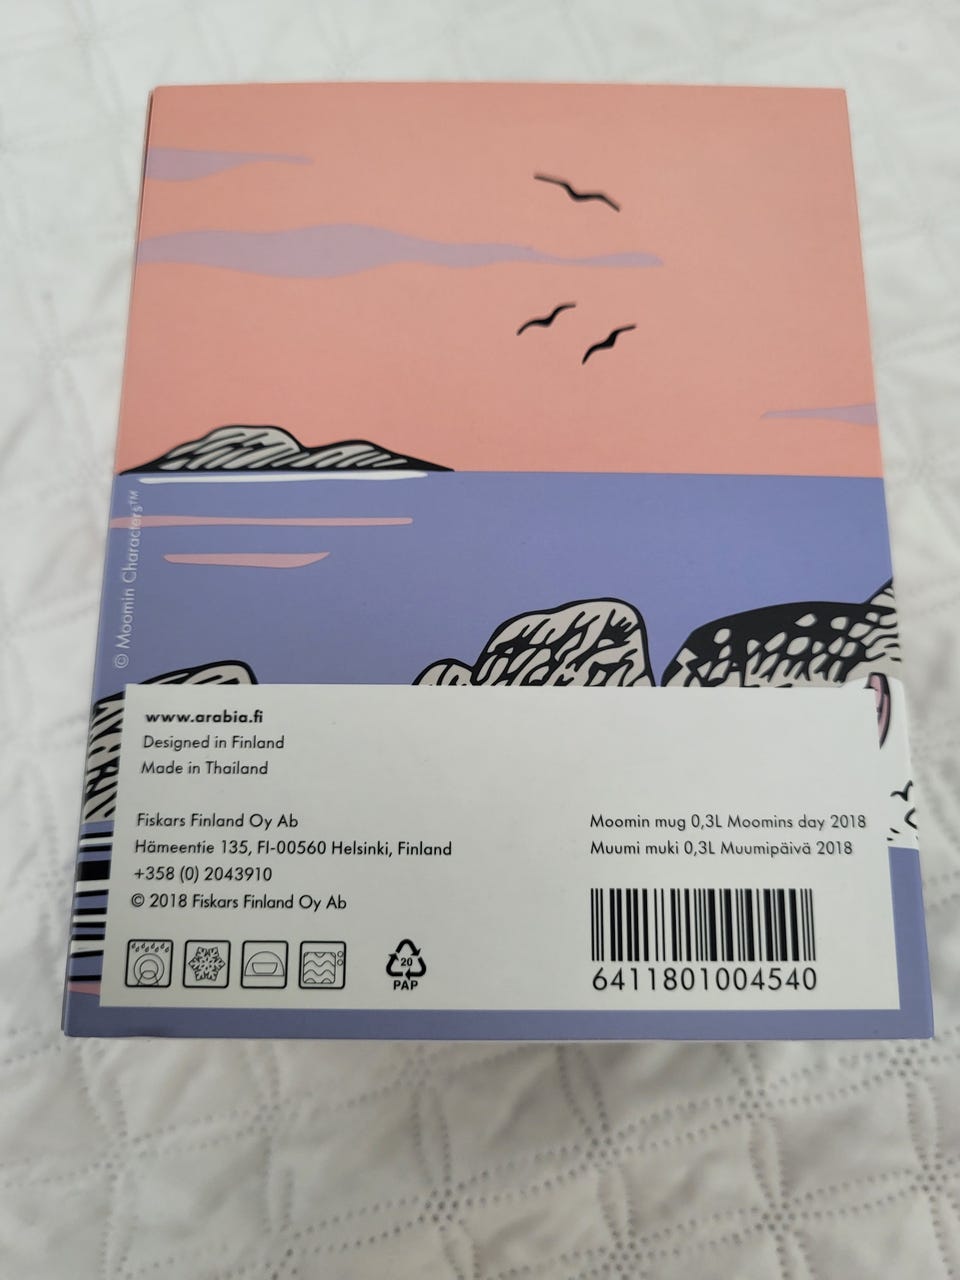 © Moomin Characters™
www.arabia.fi
Designed in Finland
Made in Thailand
Fiskars Finland Oy Ab
Hämeentie 135, FI-00560 Helsinki, Finland
+358 (0) 2043910
© 2018 Fiskars Finland Oy Ab
20
PAP
Moomin mug 0,3L Moomins day 2018
Muumi muki 0,3L Muumipäivä 2018
6411801004540